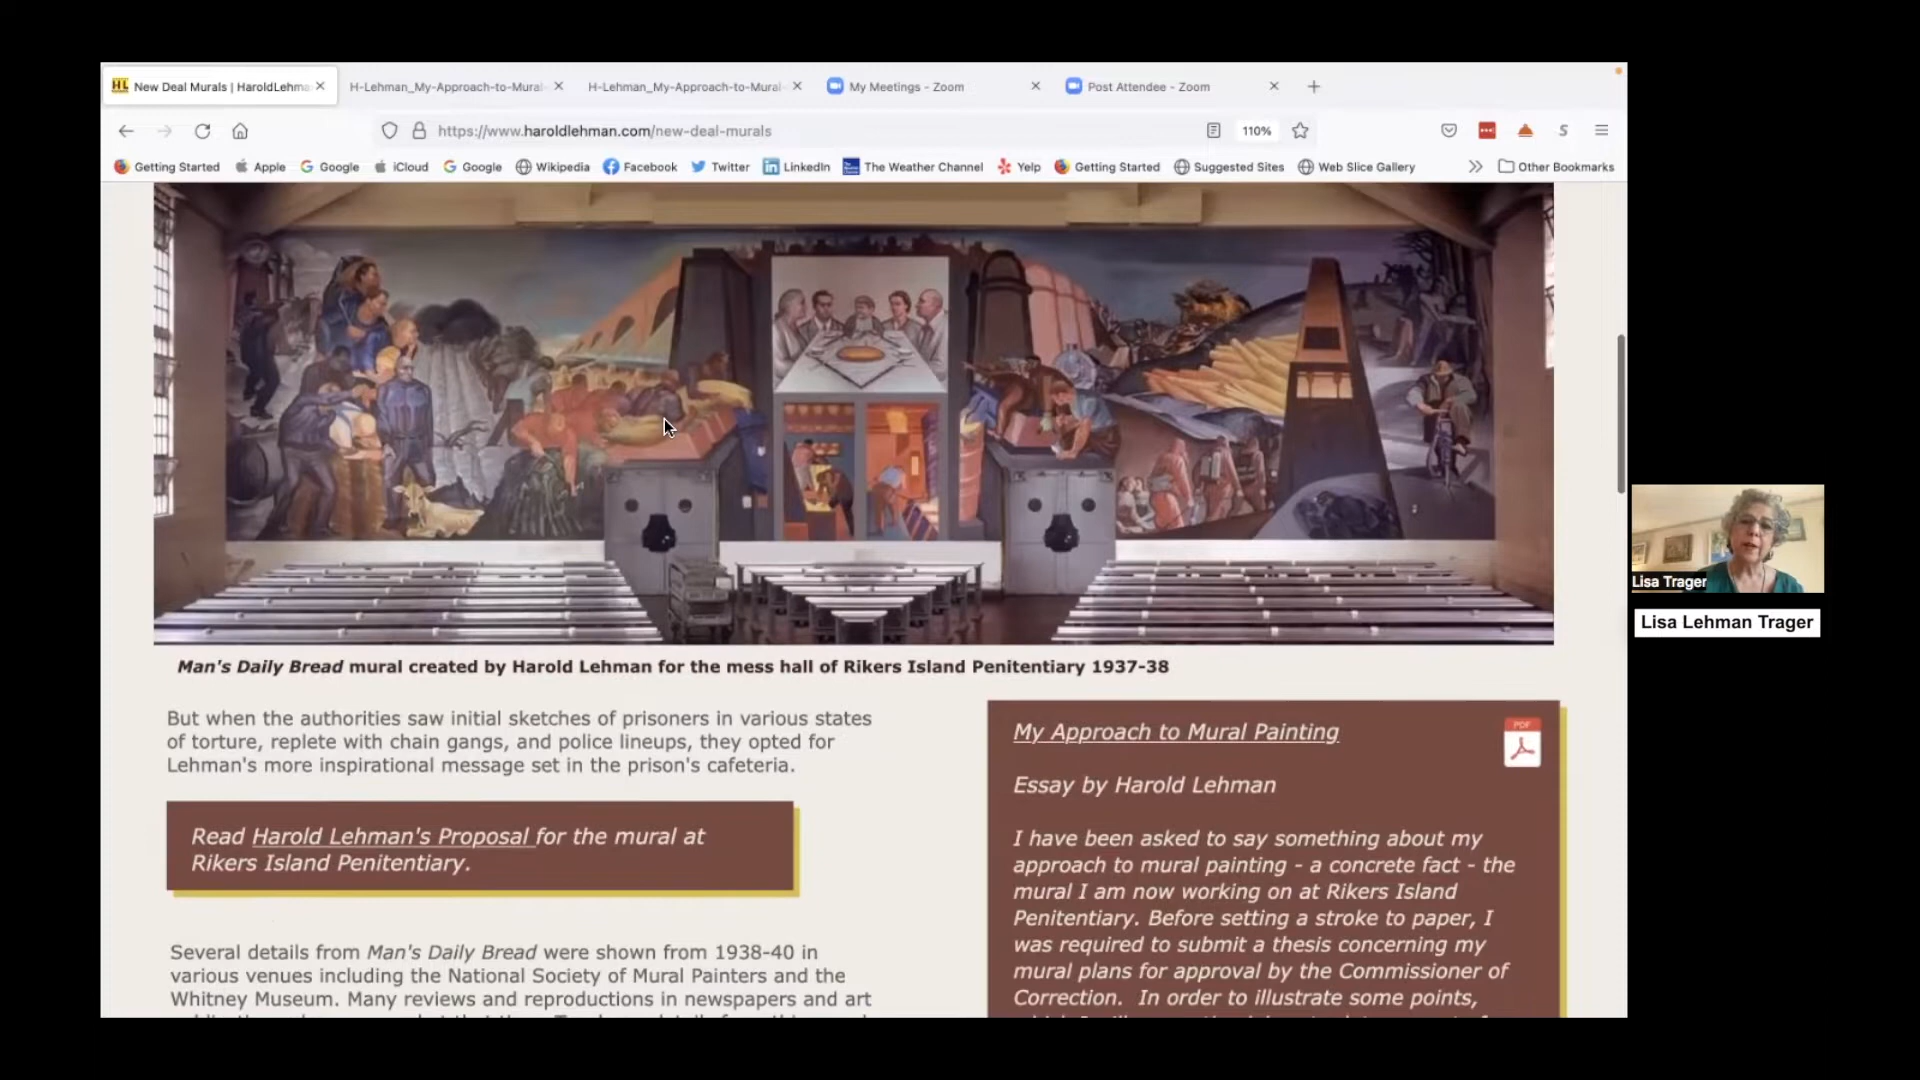 New Deal Murals | HaroldLehma
H-Lehman_My-Approach-to-Mural-
H-Lehman_My-Approach-to-Mural-
My Meetings - Zoom
Post Attendee - Zoom
https://www.haroldlehman.com/new-deal-murals
110%
Getting Started
Apple
Google
iCloud
Google
Wikipedia
Facebook
Twitter
LinkedIn
The Weather Channel
Yelp
Getting Started
Suggested Sites
Web Slice Gallery
Other Bookmarks
Man's Daily Bread mural created by Harold Lehman for the mess hall of Rikers Island Penitentiary 1937-38
But when the authorities saw initial sketches of prisoners in various states
of torture, replete with chain gangs, and police lineups, they opted for
Lehman's more inspirational message set in the prison's cafeteria.
Read Harold Lehman's Proposal for the mural at
Rikers Island Penitentiary.
Several details from Man's Daily Bread were shown from 1938-40 in
various venues including the National Society of Mural Painters and the
Whitney Museum. Many reviews and reproductions in newspapers and art
My Approach to Mural Painting
PDF
Essay by Harold Lehman
I have been asked to say something about my
approach to mural painting - a concrete fact - the
mural I am now working on at Rikers Island
Penitentiary. Before setting a stroke to paper, I
was required to submit a thesis concerning my
mural plans for approval by the Commissioner of
Correction. In order to illustrate some points,
Lisa Trager
Lisa Lehman Trager